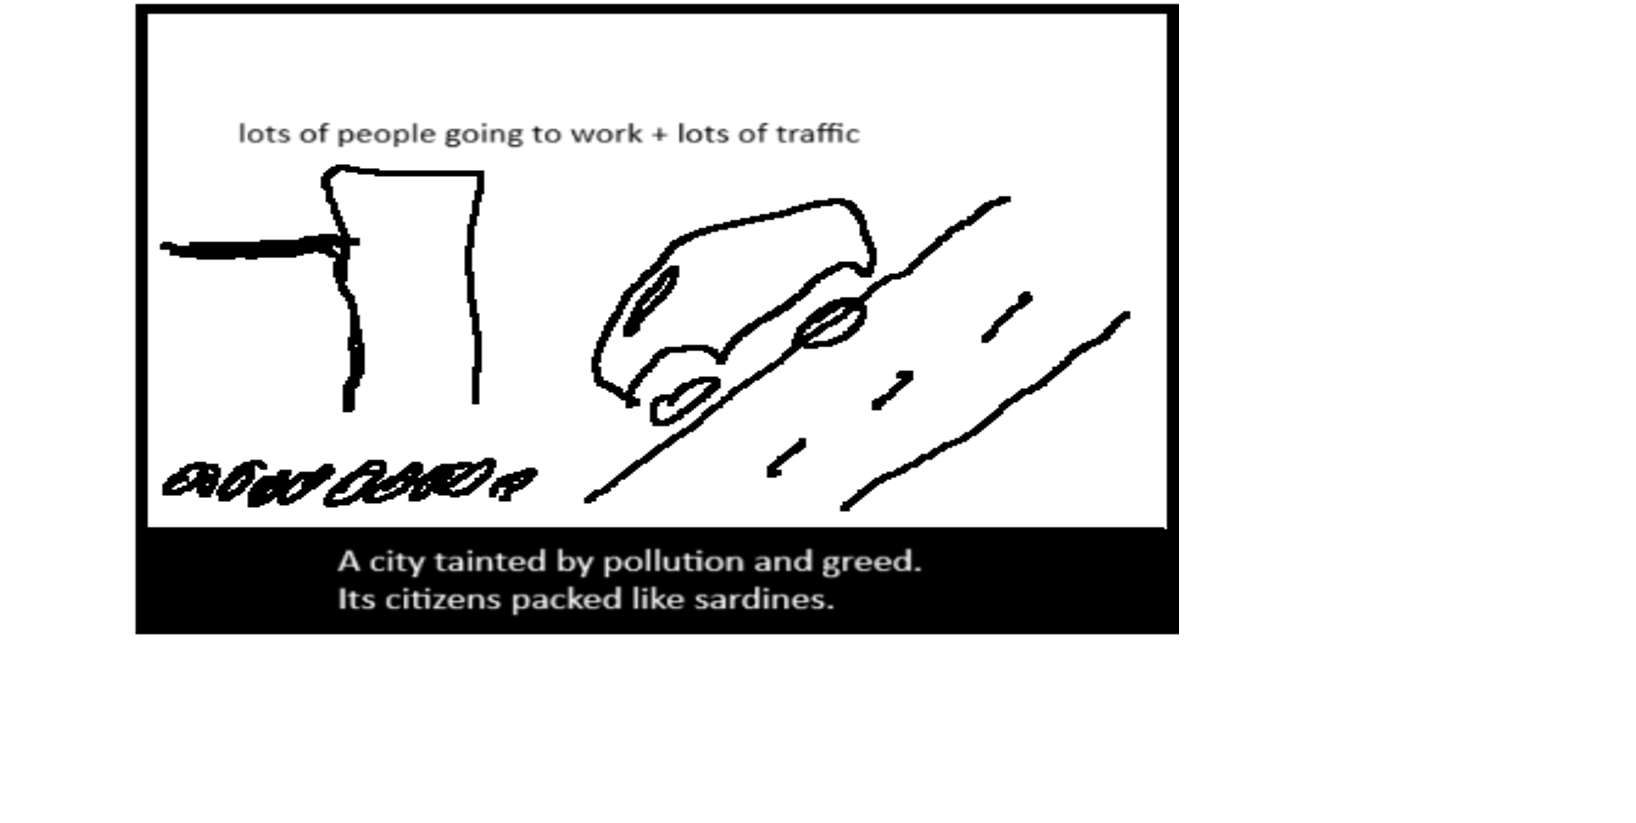 lots of people going to work + lots of traffic
A city tainted by pollution and greed.
Its citizens packed like sardines.